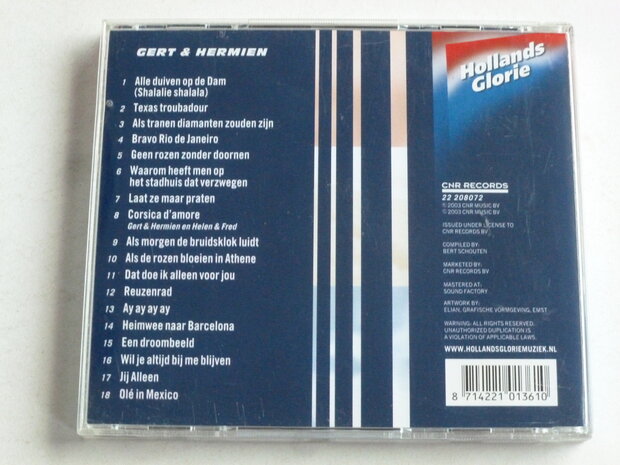 GERT & HERMIEN
1 Alle duiven op de Dam
(Shalalie shalala)
2 Texas troubadour
3 Als tranen diamanten zouden zijn
4 Bravo Rio de Janeiro
5 Geen rozen zonder doornen
6 Waarom heeft men op
het stadhuis dat verzwegen
7 Laat ze maar praten
8 Corsica d'amore
Gert & Hermien en Helen & Fred
9 Als morgen de bruidsklok luidt
10 Als de rozen bloeien in Athene
11 Dat doe ik alleen voor jou
12 Reuzenrad
13 Ay ay ay ay
14 Heimwee naar Barcelona
15 Een droombeeld
16 Wil je altijd bij me blijven
17 Jij Alleen
18 Olé in Mexico
Hollands
Glorie
CNR RECORDS
22 208072
℗ 2003 CNR MUSIC BV
© 2003 CNR MUSIC BV
ISSUED UNDER LICENSE TO
CNR RECORDS BV
COMPILED BY:
BERT SCHOUTEN
MARKETED BY:
CNR RECORDS BV
MASTERED AT:
SOUND FACTORY
ARTWORK BY:
ELIAN, GRAFISCHE VORMGEVING, EMST
WARNING: ALL RIGHTS RESERVED.
UNAUTHORIZED DUPLICATION IS
A VIOLATION OF APPLICABLE LAWS.
WWW.HOLLANDSGLORIEMUZIEK.NL
8 714221 013610